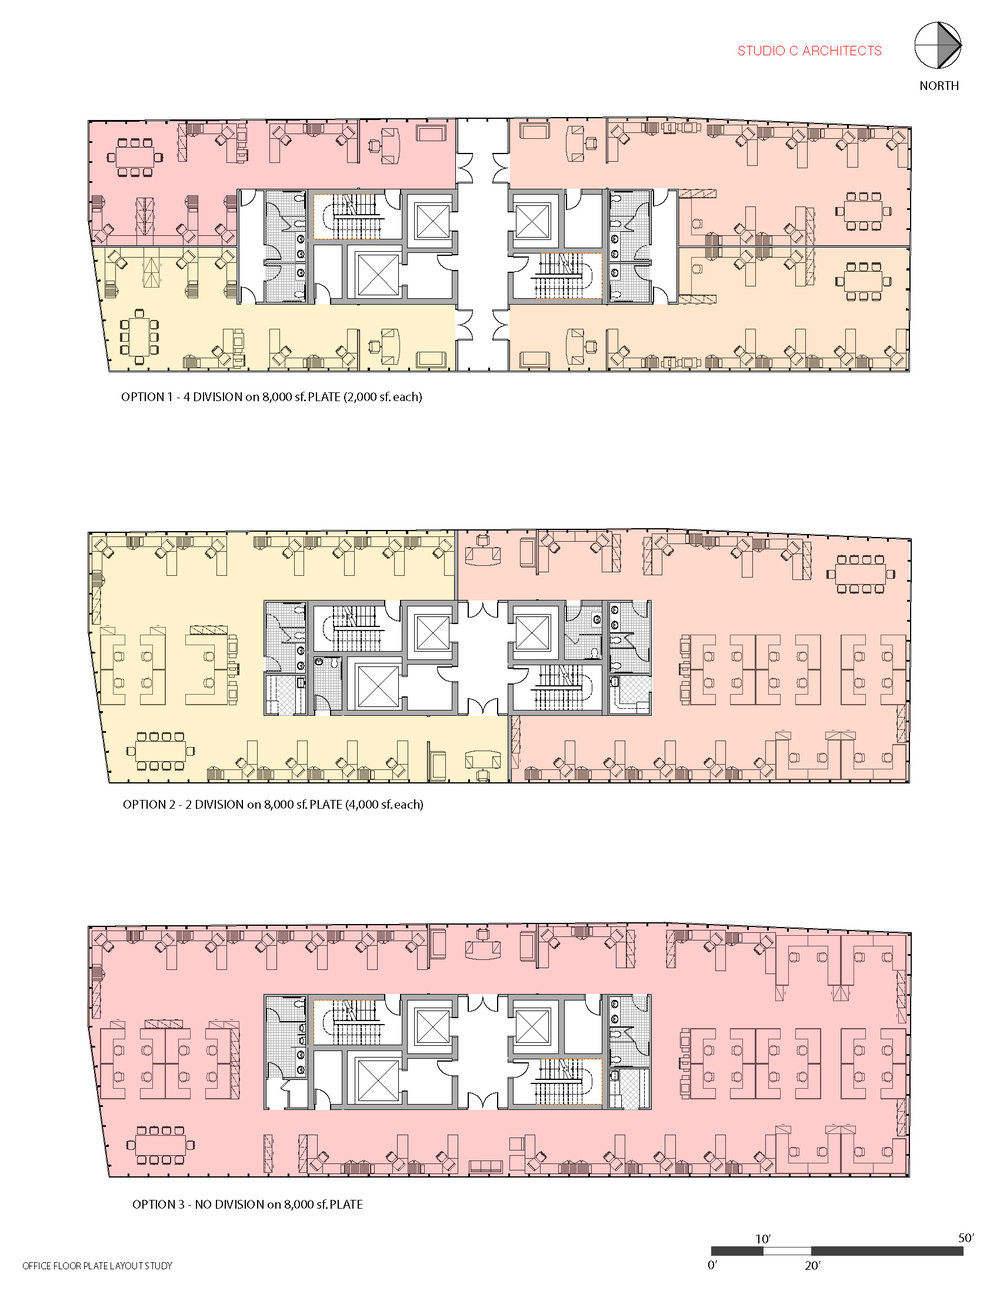 STUDIO C ARCHITECTS
NORTH
OPTION 1 - 4 DIVISION on 8,000 sf. PLATE (2,000 sf. each)
OPTION 2 - 2 DIVISION on 8,000 sf. PLATE (4,000 sf. each)
OPTION 3 - NO DIVISION on 8,000 sf. PLATE
10' 50'
0' 20'
OFFICE FLOOR PLATE LAYOUT STUDY